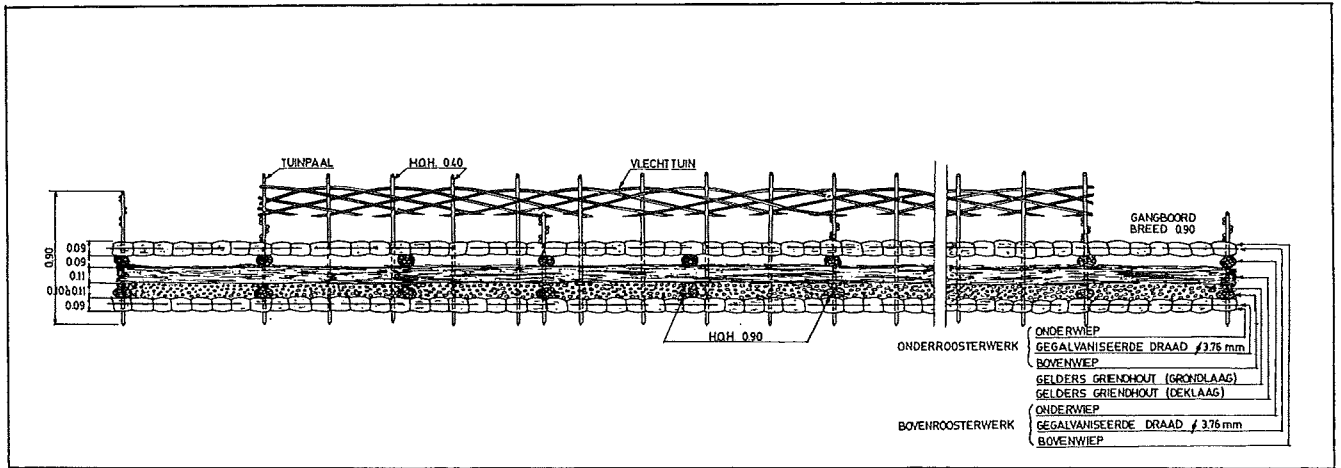 TUINPAAL
H.O.H. 0.40
VLECHTTUIN
GANGBOORD
BREED 0.90
0.90
0.09
0.09
0.11
0.09
H.O.H 0.90
ONDERROOSTERWERK
ONDERWIEP
GEGALVANISEERDE DRAAD ∮3.76 mm
BOVENWIEP
GELDERS GRIENDHOUT (GRONDLAAG)
GELDERS GRIENDHOUT (DEKLAAG)
BOVENROOSTERWERK
ONDERWIEP
GEGALVANISEERDE DRAAD ∮ 3.76 mm
BOVENWIEP